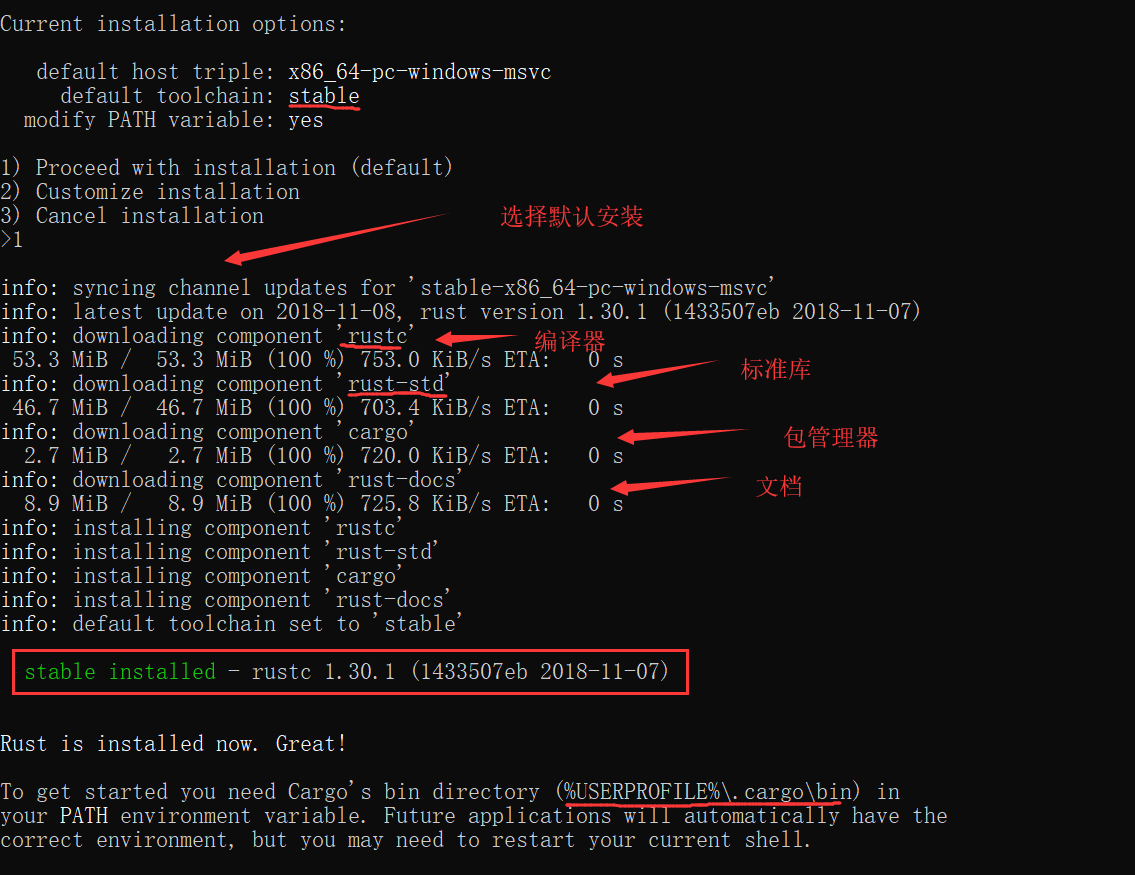 Current installation options:
default host triple: x86_64-pc-windows-msvc
default toolchain: stable
modify PATH variable: yes
1) Proceed with installation (default)
2) Customize installation
3) Cancel installation
选择默认安装
>1
info: syncing channel updates for 'stable-x86_64-pc-windows-msvc'
info: latest update on 2018-11-08, rust version 1.30.1 (1433507eb 2018-11-07)
info: downloading component 'rustc'
编译器
53.3 MiB / 53.3 MiB (100 %) 753.0 KiB/s ETA: 0 s
标准库
info: downloading component 'rust-std'
46.7 MiB / 46.7 MiB (100 %) 703.4 KiB/s ETA: 0 s
info: downloading component 'cargo'
包管理器
2.7 MiB / 2.7 MiB (100 %) 720.0 KiB/s ETA: 0 s
info: downloading component 'rust-docs'
文档
8.9 MiB / 8.9 MiB (100 %) 725.8 KiB/s ETA: 0 s
info: installing component 'rustc'
info: installing component 'rust-std'
info: installing component 'cargo'
info: installing component 'rust-docs'
info: default toolchain set to 'stable'
stable installed - rustc 1.30.1 (1433507eb 2018-11-07)
Rust is installed now. Great!
To get started you need Cargo's bin directory (%USERPROFILE%\.cargo\bin) in
your PATH environment variable. Future applications will automatically have the
correct environment, but you may need to restart your current shell.